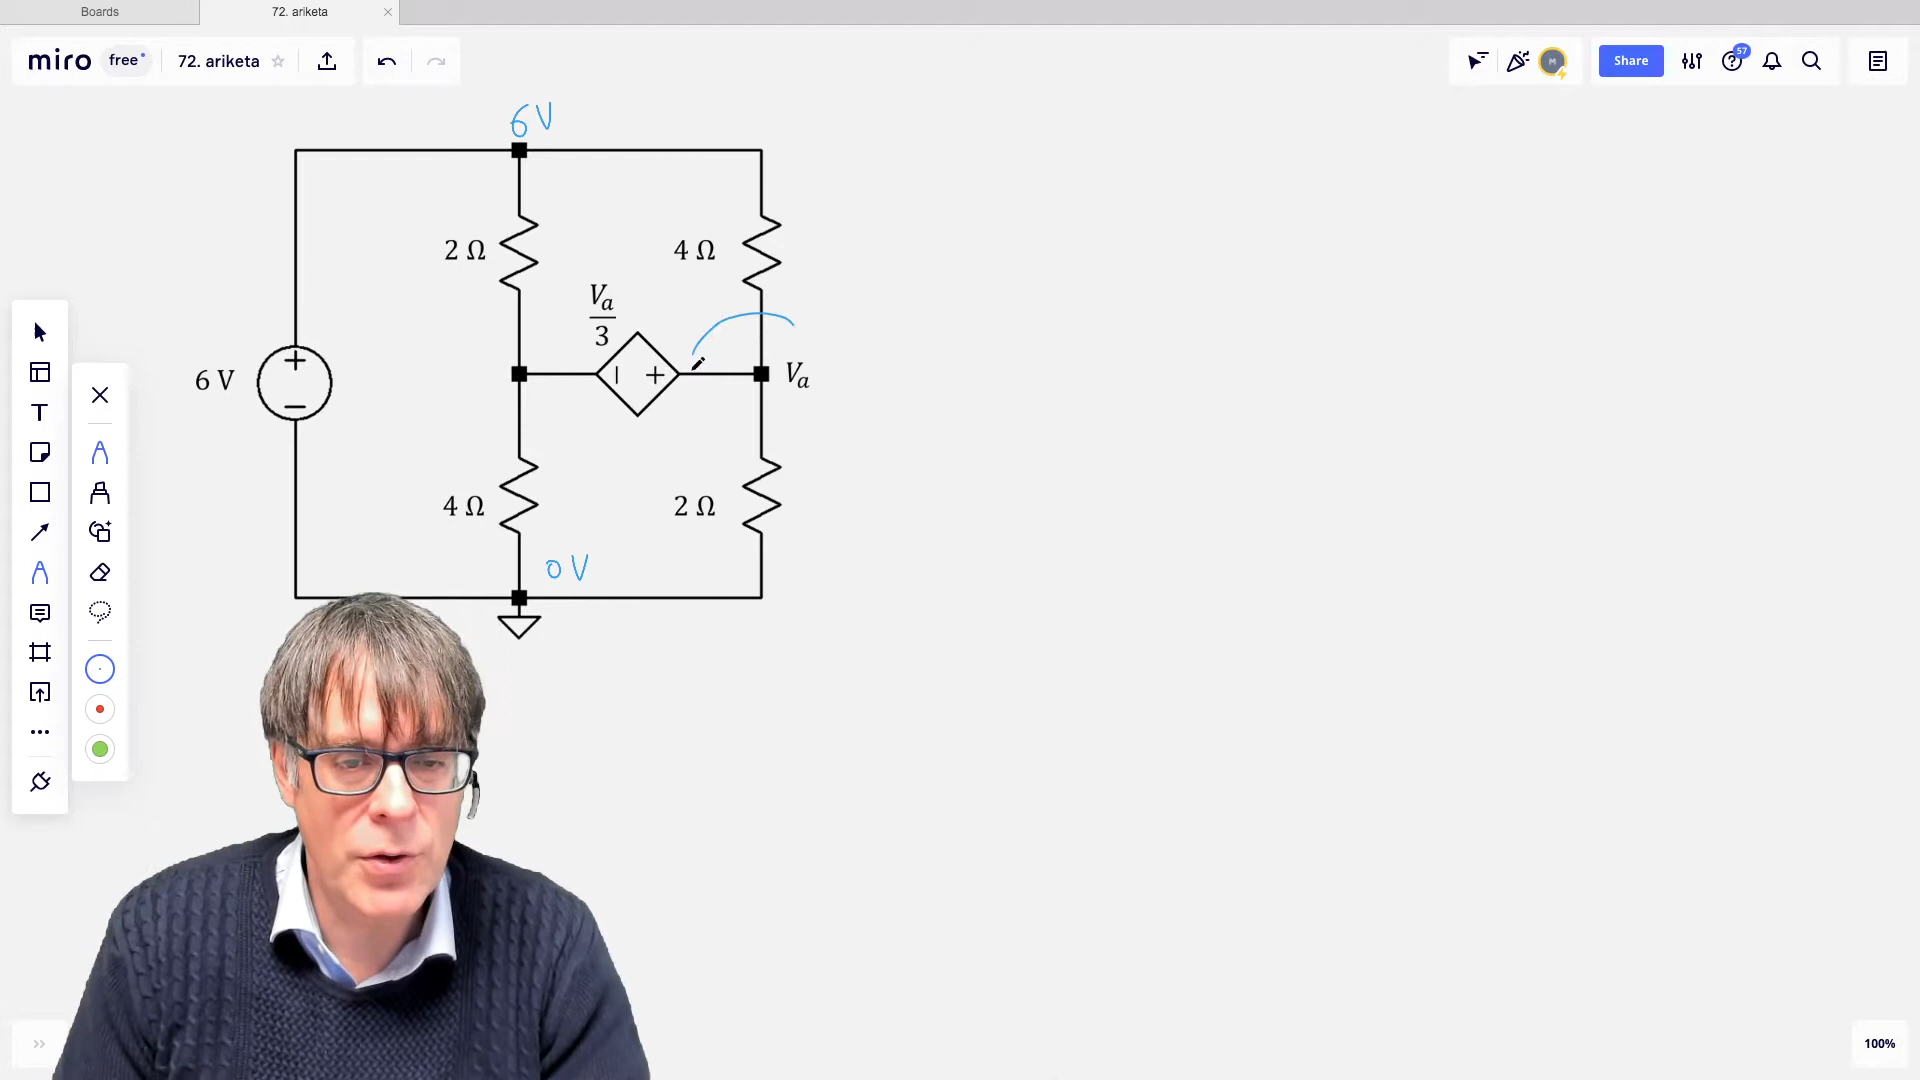 Boards
72. ariketa
miro free
72. ariketa
Share
57
M
6 V
2 Ω
4 Ω
Va
3
6 V
Va
4 Ω
2 Ω
0 V
100%